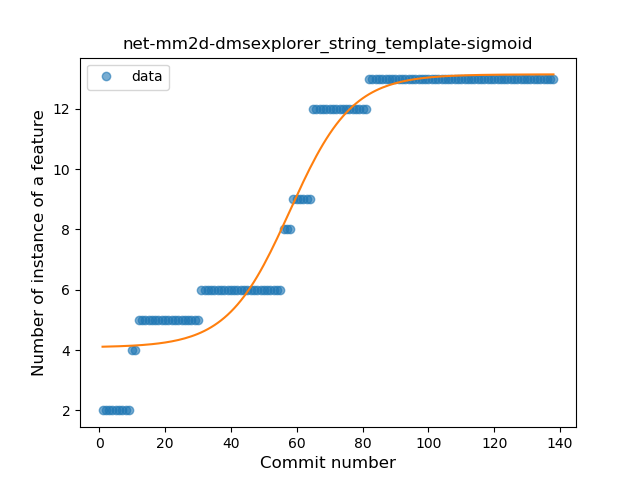 net-mm2d-dmsexplorer_string_template-sigmoid
data
Number of instance of a feature
12
10
8
6
4
2
0 20 40 60 80 100 120 140
Commit number